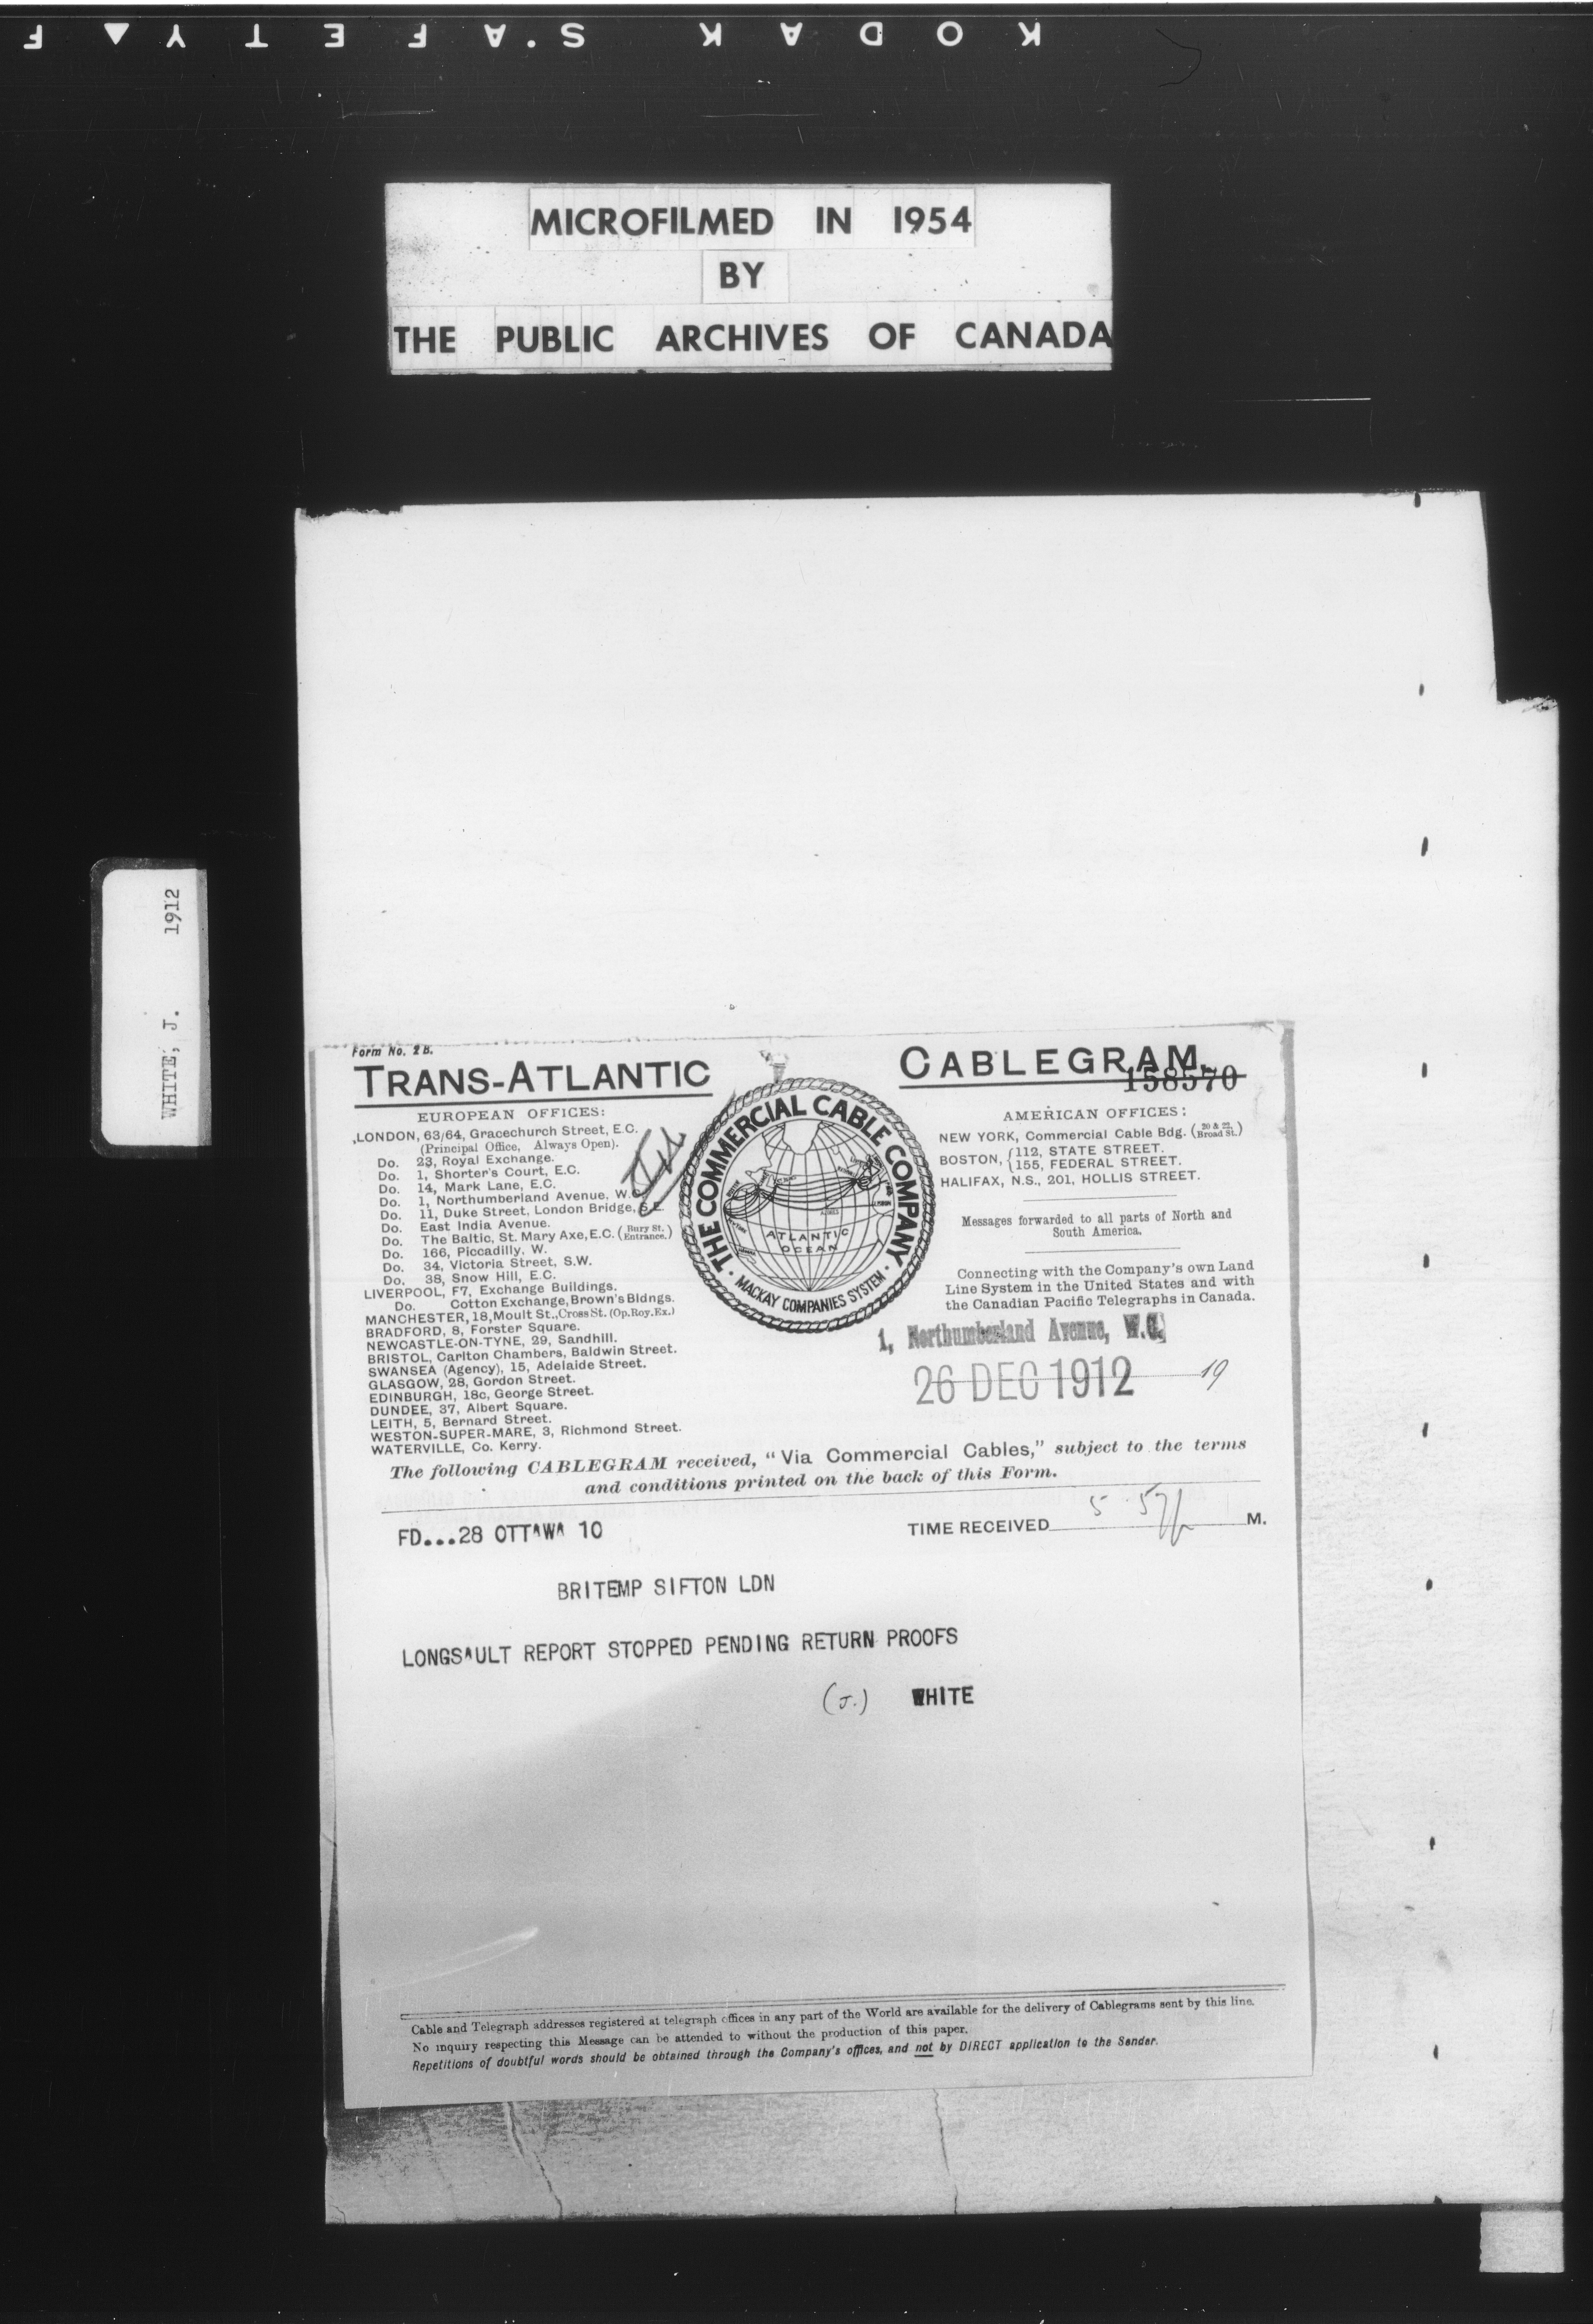 KODAK SAFETY F
MICROFILMED IN 1954
BY
THE PUBLIC ARCHIVES OF CANADA
WHITE, J. 1912
Form No. 2 B.
TRANS-ATLANTIC CABLEGRAM.
158570
THE COMMERCIAL CABLE COMPANY
MACKAY COMPANIES SYSTEM
ATLANTIC
OCEAN
EUROPEAN OFFICES:
LONDON, 63/64, Gracechurch Street, E.C.
(Principal Office, Always Open).
Do. 23, Royal Exchange.
Do. 1, Shorter's Court, E.C.
Do. 14, Mark Lane, E.C.
Do. 1, Northumberland Avenue, W.C.
Do. 11, Duke Street, London Bridge, S.E.
Do. East India Avenue.
Do. The Baltic, St. Mary Axe, E.C. (Bury St. Entrance.)
Do. 166, Piccadilly, W.
Do. 34, Victoria Street, S.W.
Do. 38, Snow Hill, E.C.
LIVERPOOL, F7, Exchange Buildings.
Do. Cotton Exchange, Brown's Bldngs.
MANCHESTER, 18, Moult St., Cross St. (Op. Roy. Ex.)
BRADFORD, 8, Forster Square.
NEWCASTLE-ON-TYNE, 29, Sandhill.
BRISTOL, Carlton Chambers, Baldwin Street.
SWANSEA (Agency), 15, Adelaide Street.
GLASGOW, 28, Gordon Street.
EDINBURGH, 18c, George Street.
DUNDEE, 37, Albert Square.
LEITH, 5, Bernard Street.
WESTON-SUPER-MARE, 3, Richmond Street.
WATERVILLE, Co. Kerry.
AMERICAN OFFICES:
NEW YORK, Commercial Cable Bdg. (20 & 22, Broad St.)
BOSTON, {112, STATE STREET.
{155, FEDERAL STREET.
HALIFAX, N.S., 201, HOLLIS STREET.
Messages forwarded to all parts of North and
South America.
Connecting with the Company's own Land
Line System in the United States and with
the Canadian Pacific Telegraphs in Canada.
1, Northumberland Avenue, W.C.
26 DEC 1912 19
The following CABLEGRAM received, "Via Commercial Cables," subject to the terms
and conditions printed on the back of this Form.
FD...28 OTTAWA 10
TIME RECEIVED 5.57 p M.
BRITEMP SIFTON LDN
LONGSAULT REPORT STOPPED PENDING RETURN PROOFS
(J.) WHITE
Cable and Telegraph addresses registered at telegraph offices in any part of the World are available for the delivery of Cablegrams sent by this line.
No inquiry respecting this Message can be attended to without the production of this paper.
Repetitions of doubtful words should be obtained through the Company's offices, and not by DIRECT application to the Sender.